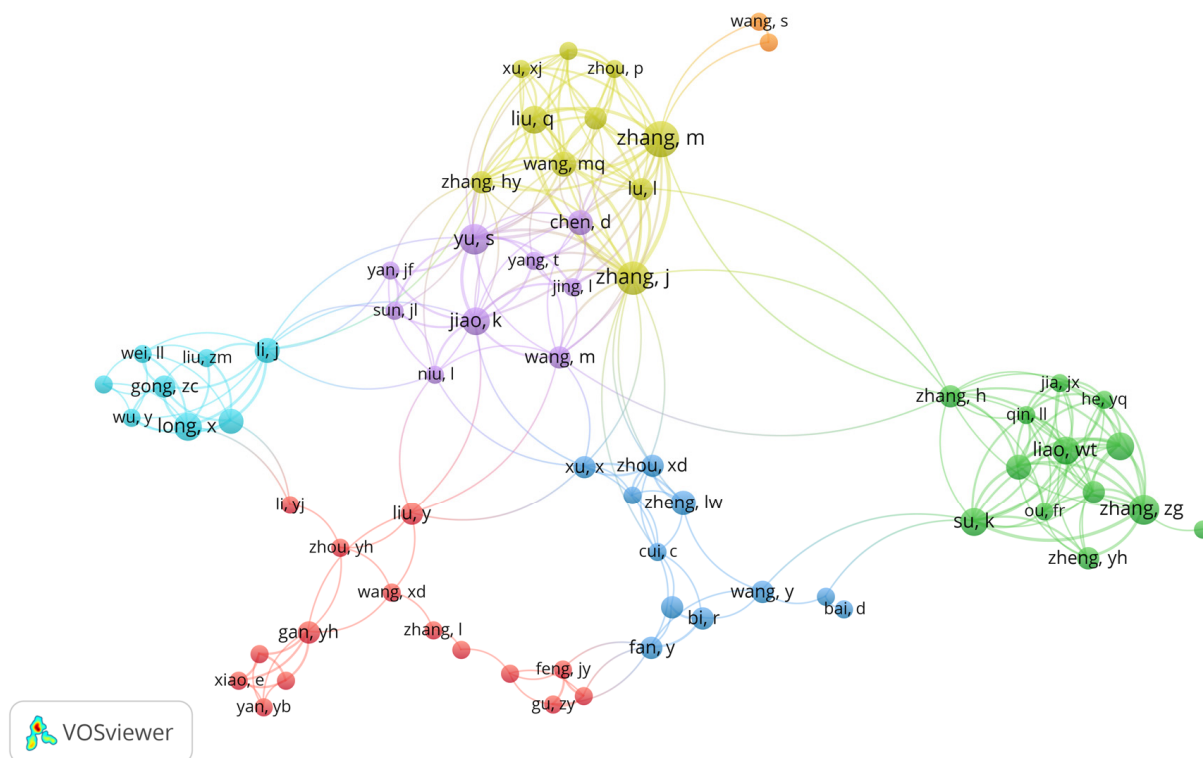 wang, s
xu, xj
zhou, p
liu, q
zhang, m
wang, mq
zhang, hy
lu, l
chen, d
yu, s
yang, t
yan, jf
zhang, j
jing, l
sun, jl
jiao, k
wei, ll
liu, zm
li, j
wang, m
niu, l
gong, zc
wu, y
long, x
jia, jx
zhang, h
he, yq
qin, ll
liao, wt
xu, x
zhou, xd
zheng, lw
li, yj
liu, y
su, k
ou, fr
zhang, zg
zhou, yh
cui, c
zheng, yh
wang, xd
wang, y
bai, d
gan, yh
zhang, l
bi, r
fan, y
feng, jy
xiao, e
yan, yb
gu, zy
VOSviewer